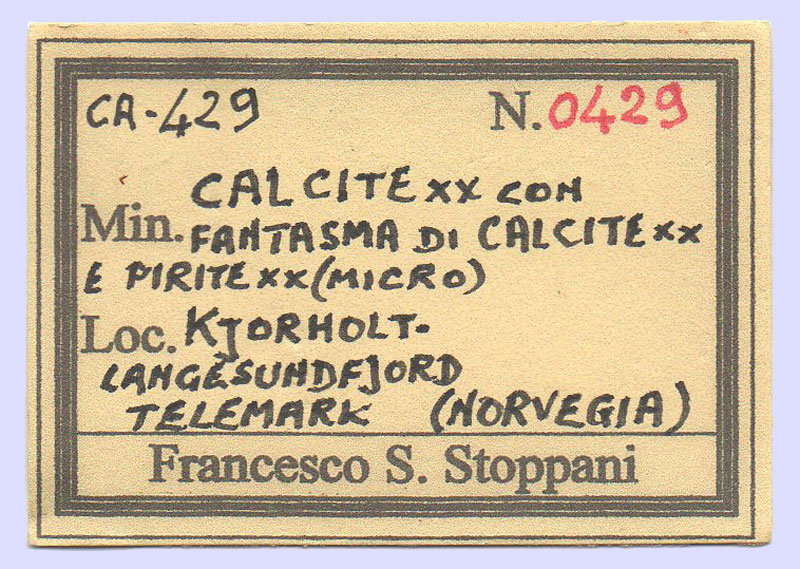 CA-429 N. 0429
CALCITE xx CON
Min. FANTASMA DI CALCITE xx
E PIRITE xx (MICRO)
Loc. KJORHOLT-
LANGESUNDFJORD
TELEMARK (NORVEGIA)
Francesco S. Stoppani